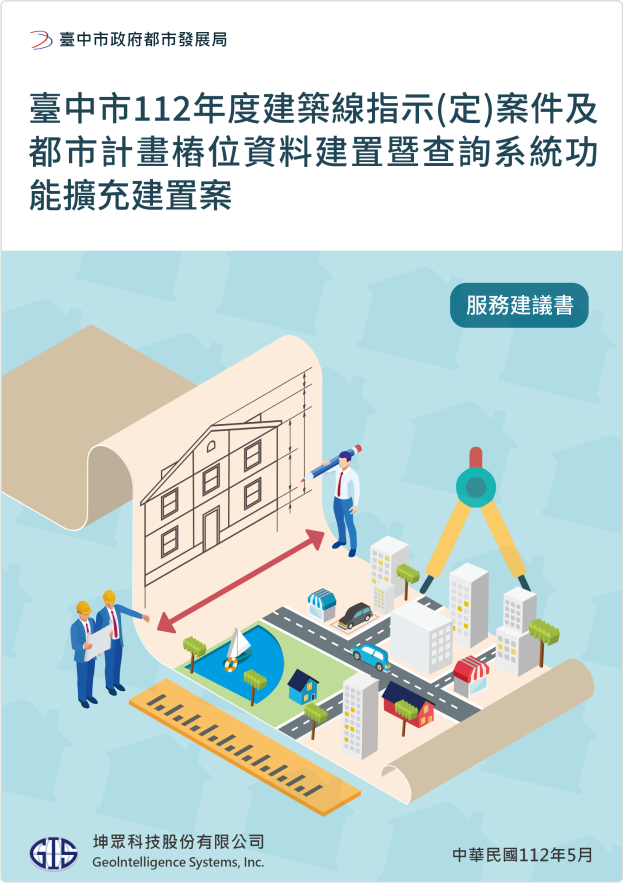 臺中市政府都市發展局
臺中市112年度建築線指示(定)案件及
都市計畫樁位資料建置暨查詢系統功
能擴充建置案
服務建議書
GIS
坤眾科技股份有限公司
GeoIntelligence Systems, Inc.
中華民國112年5月